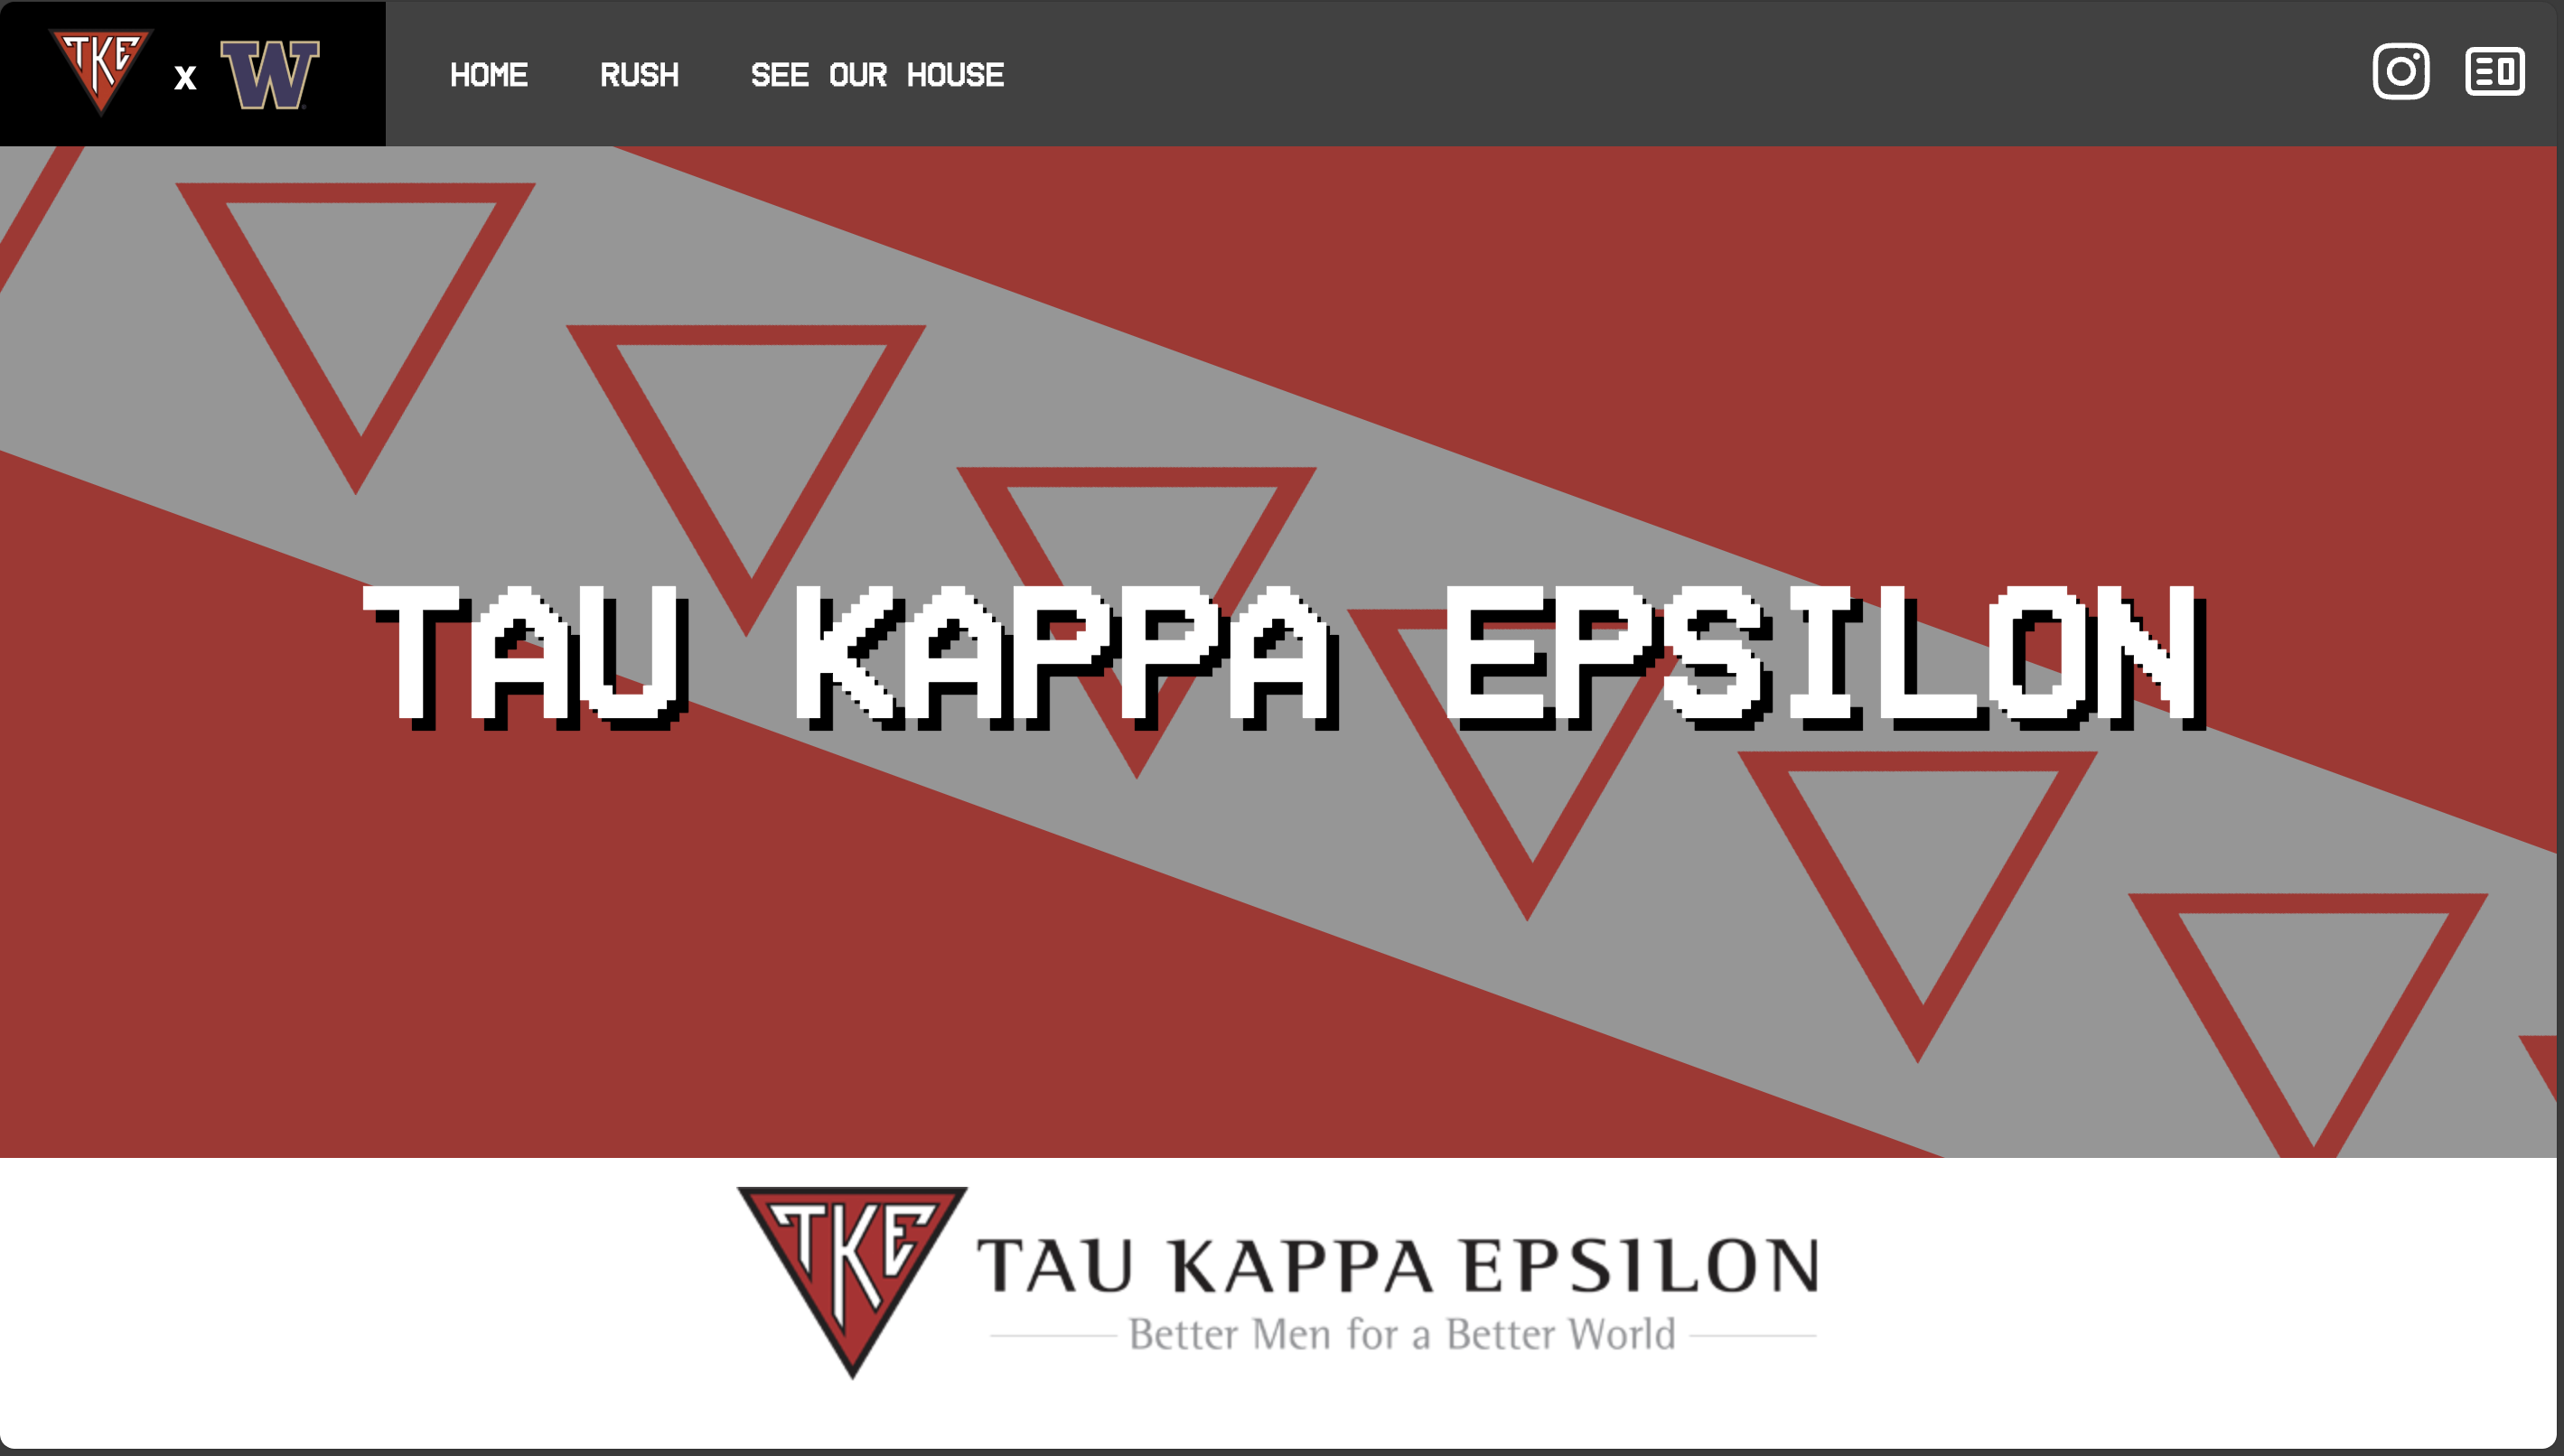 TKE x W
HOME RUSH SEE OUR HOUSE
TAU KAPPA EPSILON
TKE
TAU KAPPA EPSILON
Better Men for a Better World